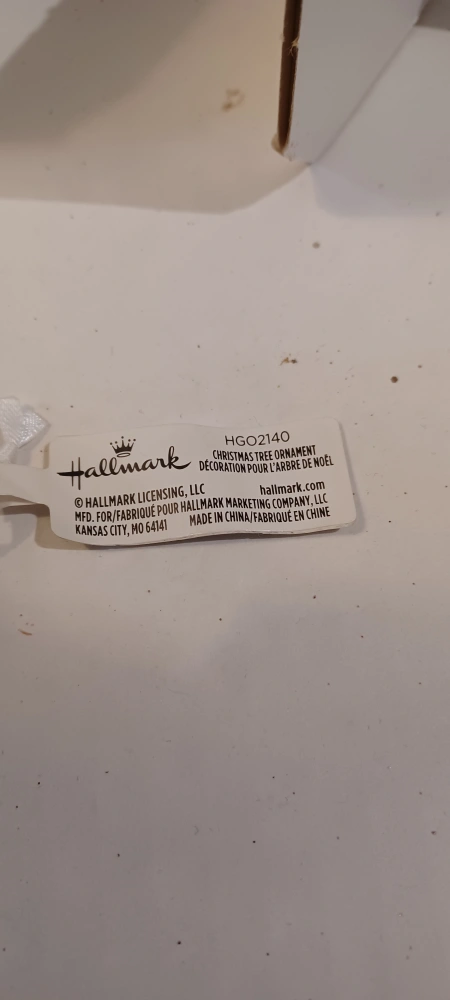 Hallmark
HGO2140
CHRISTMAS TREE ORNAMENT
DÉCORATION POUR L'ARBRE DE NOËL
© HALLMARK LICENSING, LLC hallmark.com
MFD. FOR/FABRIQUÉ POUR HALLMARK MARKETING COMPANY, LLC
KANSAS CITY, MO 64141 MADE IN CHINA/FABRIQUÉ EN CHINE